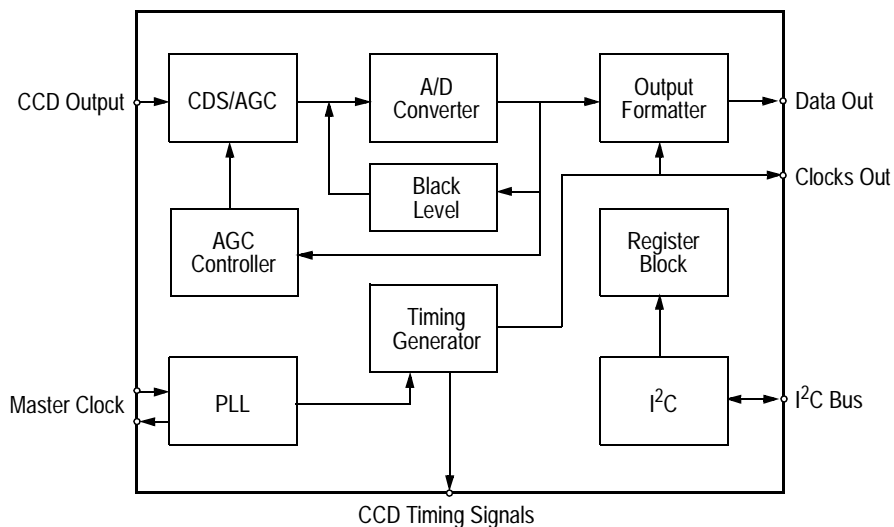 CCD Output
CDS/AGC
A/D
Converter
Output
Formatter
Data Out
Clocks Out
Black
Level
AGC
Controller
Register
Block
Timing
Generator
Master Clock
PLL
I²C
I²C Bus
CCD Timing Signals